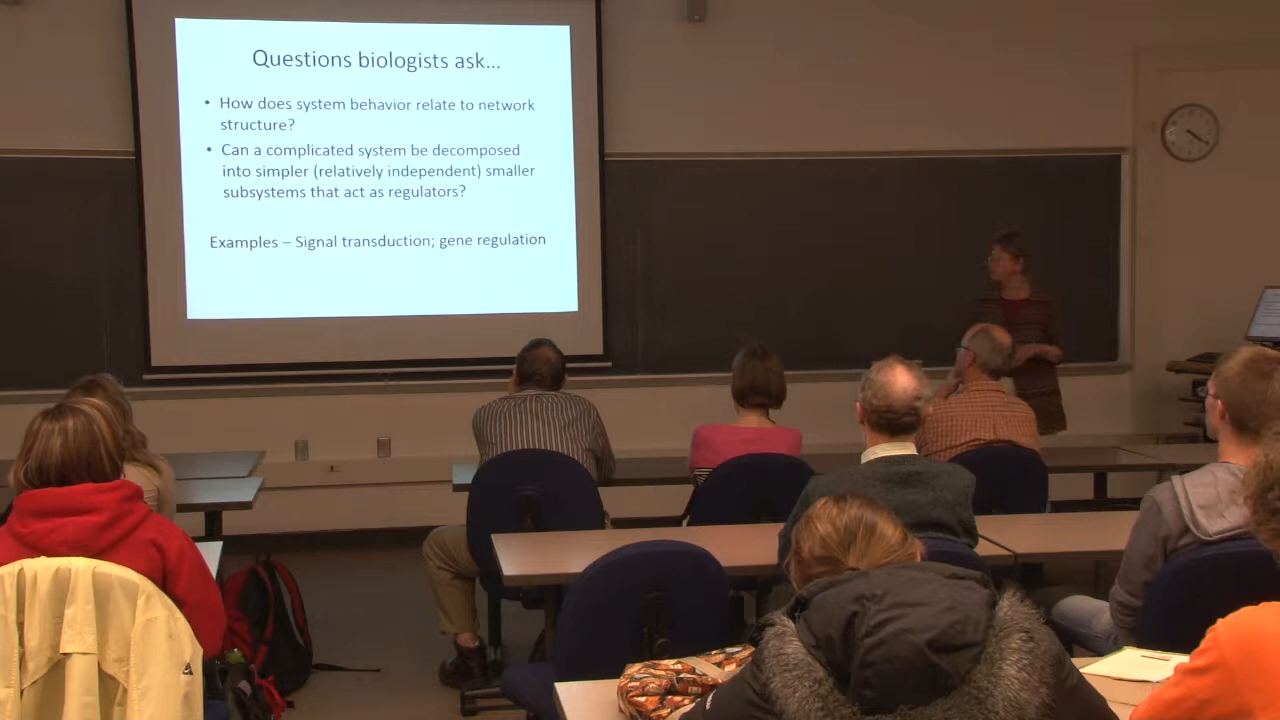 Questions biologists ask...
• How does system behavior relate to network
structure?
• Can a complicated system be decomposed
into simpler (relatively independent) smaller
subsystems that act as regulators?
Examples – Signal transduction; gene regulation